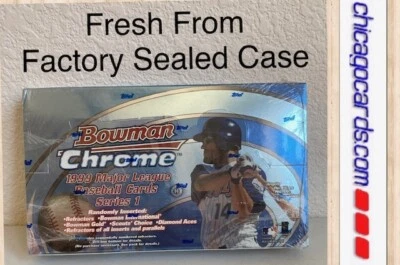 Fresh From
Factory Sealed Case
chicagocards.com
Bowman
Chrome
1999 Major League
Baseball Cards
Series 1
Randomly Inserted:
•Refractors •Bowman International*
•Bowman Gold* •Scouts' Choice •Diamond Aces
•Refractors of all inserts and parallels
14